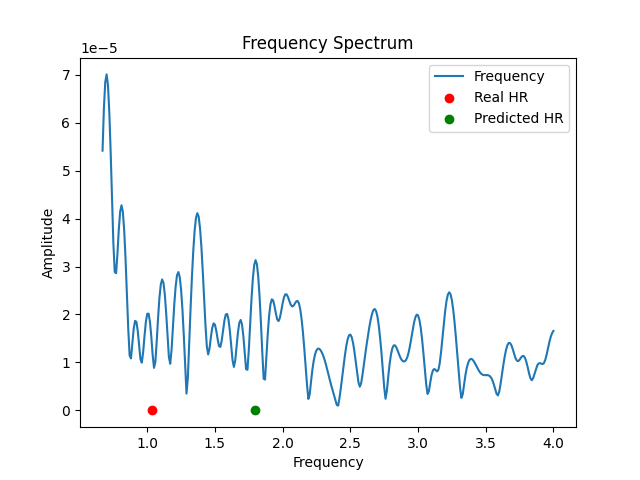 Frequency Spectrum
1e−5
Frequency
Real HR
Predicted HR
7
6
5
4
3
2
1
0
Amplitude
1.0 1.5 2.0 2.5 3.0 3.5 4.0
Frequency